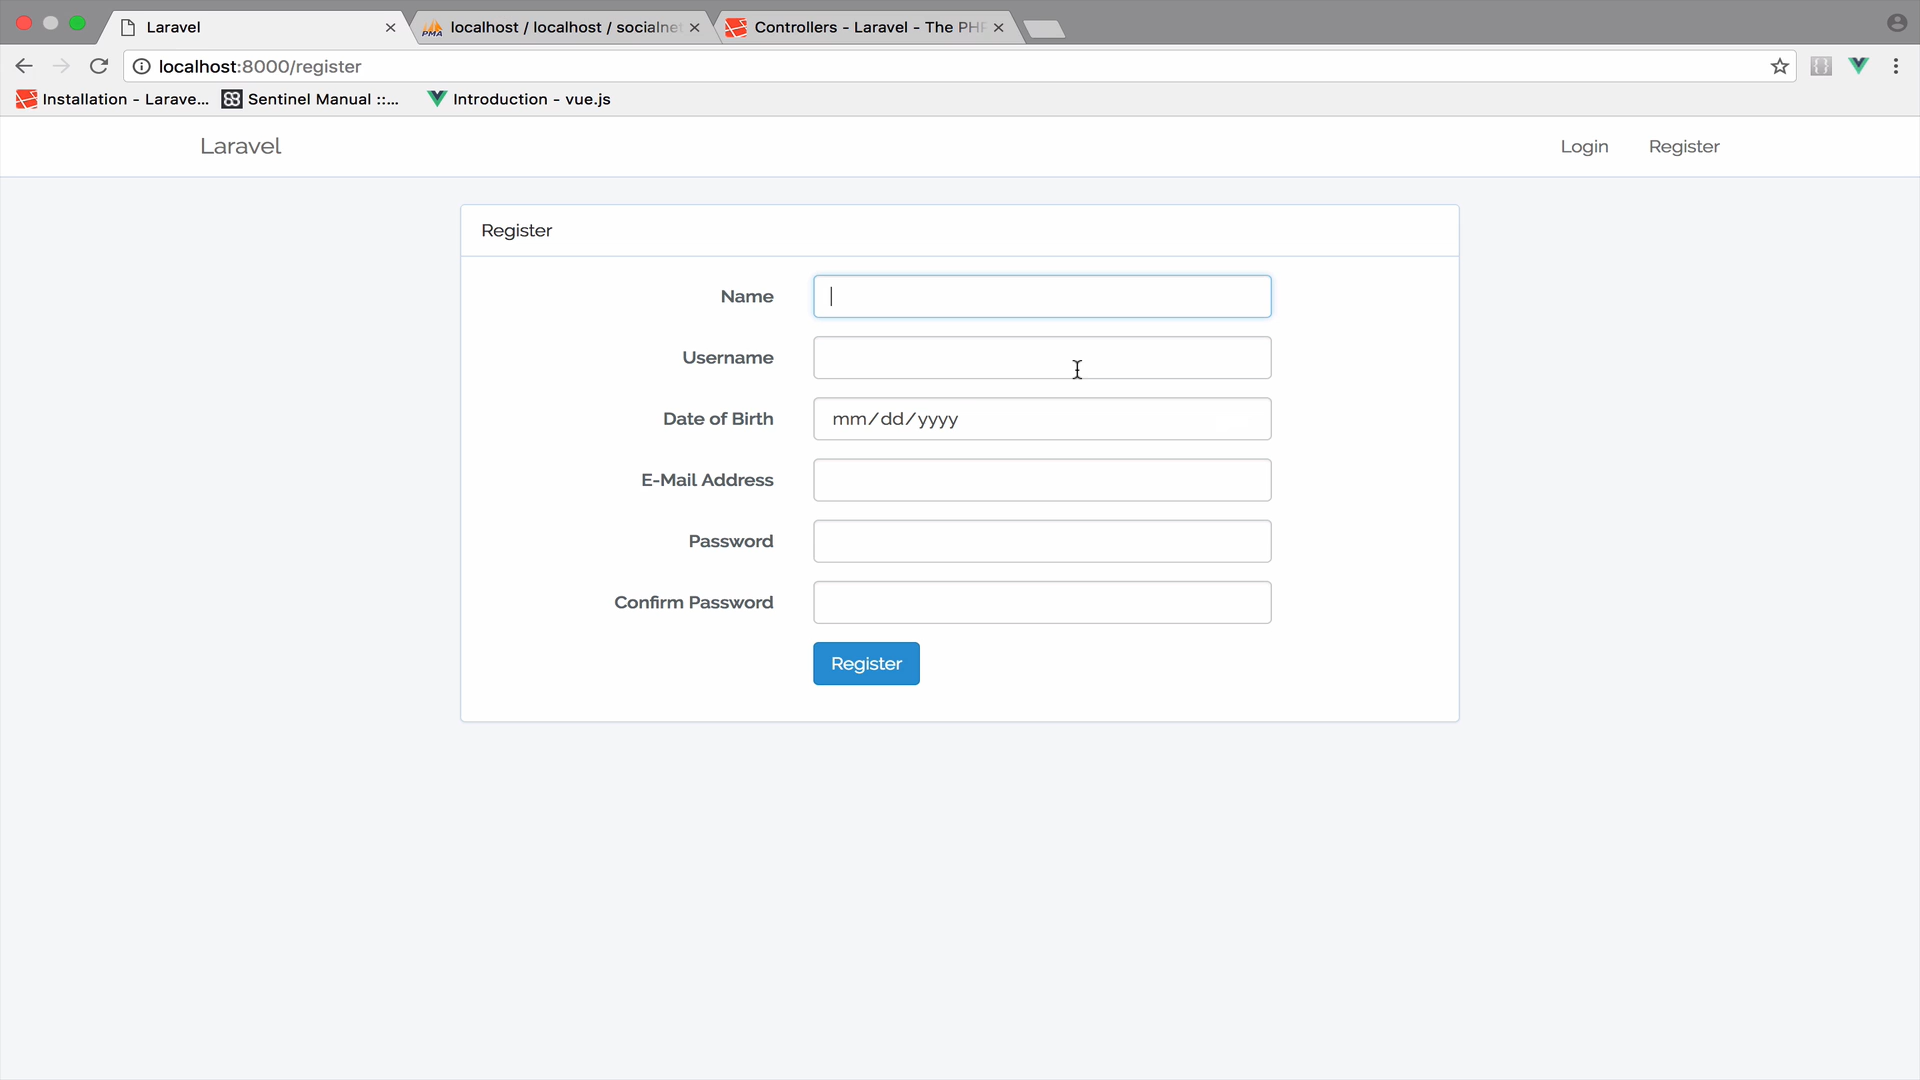 Laravel
localhost / localhost / socialnet
Controllers - Laravel - The PHP
localhost:8000/register
Installation - Larave...
Sentinel Manual ::...
Introduction - vue.js
Laravel
Login
Register
Register
Name
Username
Date of Birth
mm/dd/yyyy
E-Mail Address
Password
Confirm Password
Register